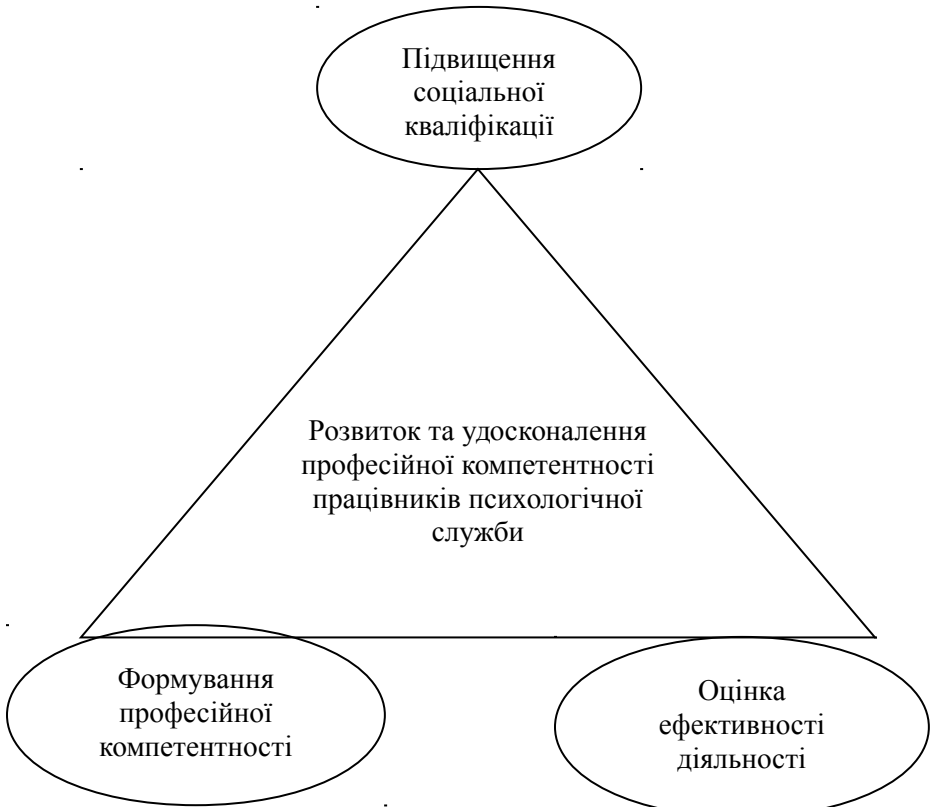 Підвищення
соціальної
кваліфікації
Розвиток та удосконалення
професійної компетентності
працівників психологічної
служби
Формування
професійної
компетентності
Оцінка
ефективності
діяльності